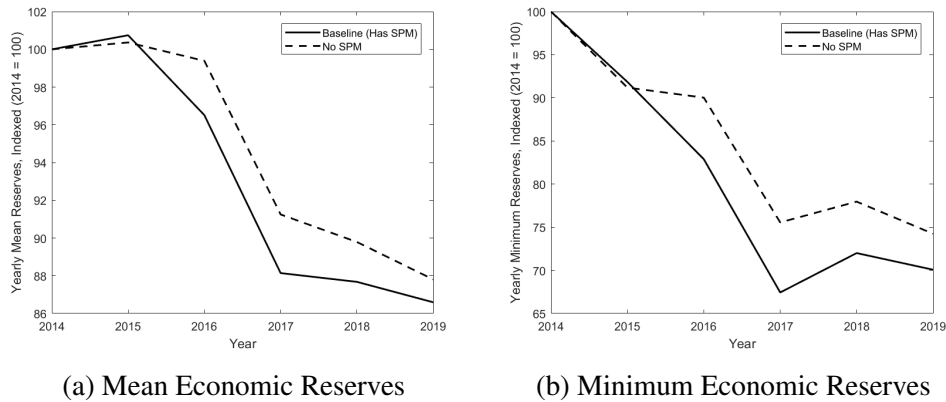 Yearly Mean Reserves, Indexed (2014 = 100)
102
100
98
96
94
92
90
88
86
2014 2015 2016 2017 2018 2019
Year
Baseline (Has SPM)
No SPM
(a) Mean Economic Reserves
Yearly Minimum Reserves, Indexed (2014 = 100)
100
95
90
85
80
75
70
65
2014 2015 2016 2017 2018 2019
Year
Baseline (Has SPM)
No SPM
(b) Minimum Economic Reserves